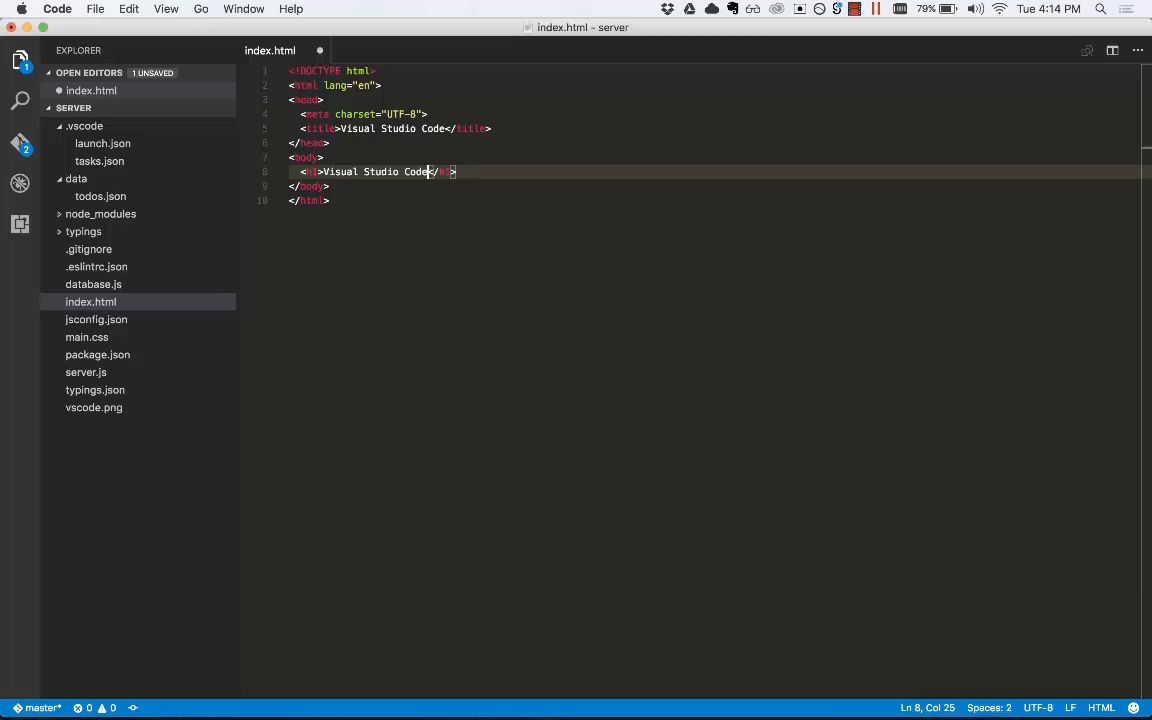 Code File Edit View Go Window Help 79% Tue 4:14 PM
index.html - server
EXPLORER
index.html
OPEN EDITORS 1 UNSAVED
index.html
SERVER
.vscode
launch.json
tasks.json
data
todos.json
node_modules
typings
.gitignore
.eslintrc.json
database.js
index.html
jsconfig.json
main.css
package.json
server.js
typings.json
vscode.png
1
2
1 <!DOCTYPE html>
2 <html lang="en">
3 <head>
4 <meta charset="UTF-8">
5 <title>Visual Studio Code</title>
6 </head>
7 <body>
8 <h1>Visual Studio Code</h1>
9 </body>
10 </html>
master* 0 0 Ln 8, Col 25 Spaces: 2 UTF-8 LF HTML